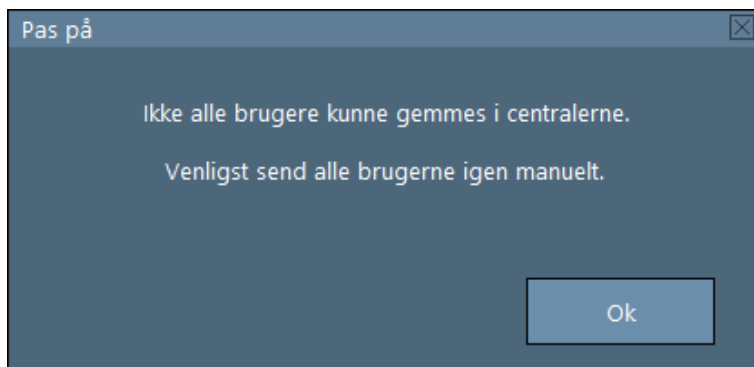 Pas på
Ikke alle brugere kunne gemmes i centralerne.
Venligst send alle brugerne igen manuelt.
Ok